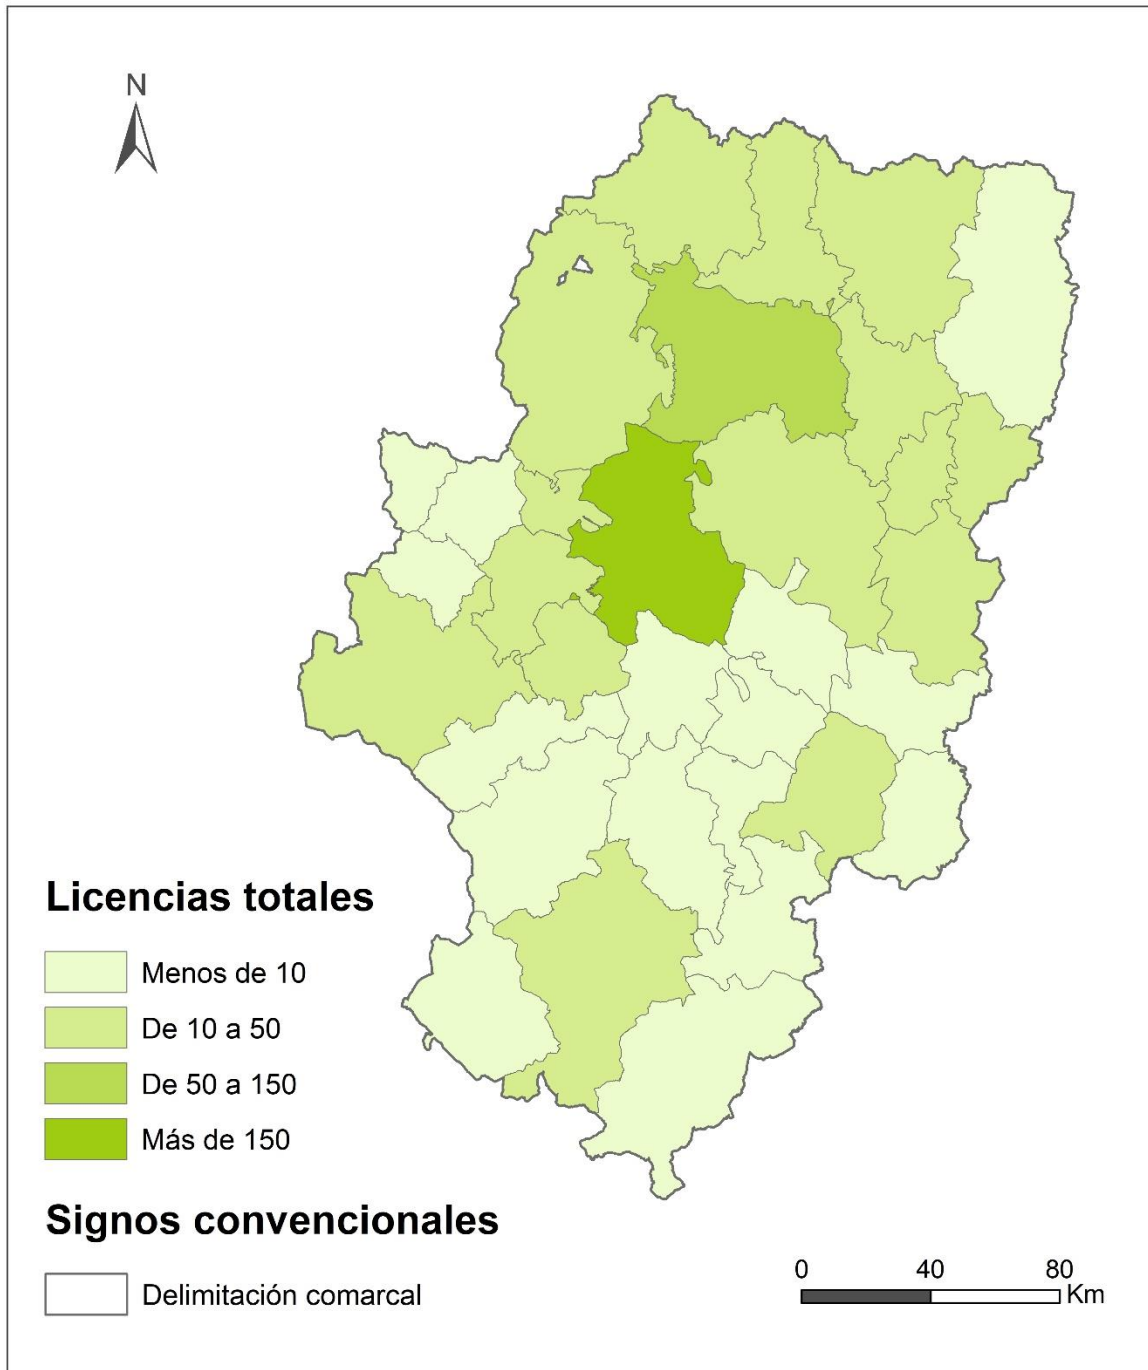 N
Licencias totales
Menos de 10
De 10 a 50
De 50 a 150
Más de 150
Signos convencionales
Delimitación comarcal
0 40 80
Km